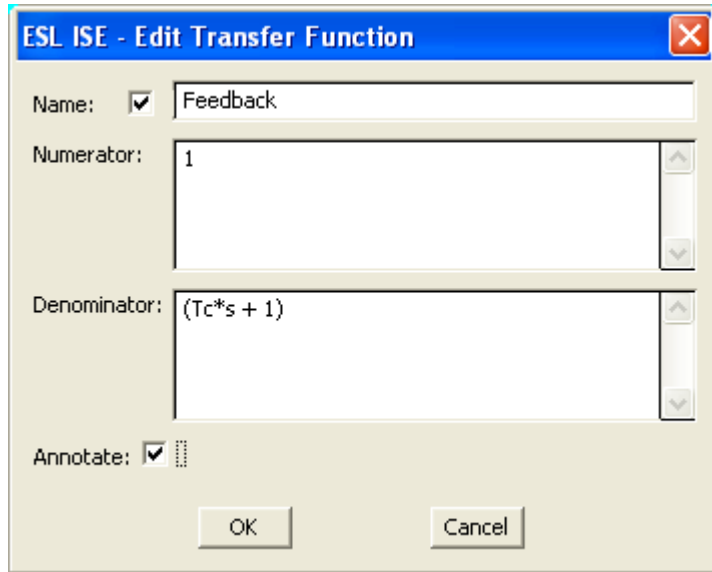 ESL ISE - Edit Transfer Function
Name: Feedback
Numerator: 1
Denominator: (Tc*s + 1)
Annotate:
OK Cancel